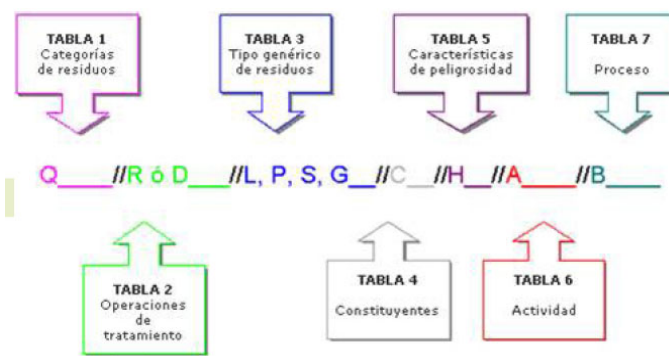 TABLA 1
Categorías
de residuos
TABLA 3
Tipo genérico
de residuos
TABLA 5
Características
de peligrosidad
TABLA 7
Proceso
Q____//R ó D___//L, P, S, G__//C__//H__//A____//B____
TABLA 2
Operaciones
de
tratamiento
TABLA 4
Constituyentes
TABLA 6
Actividad